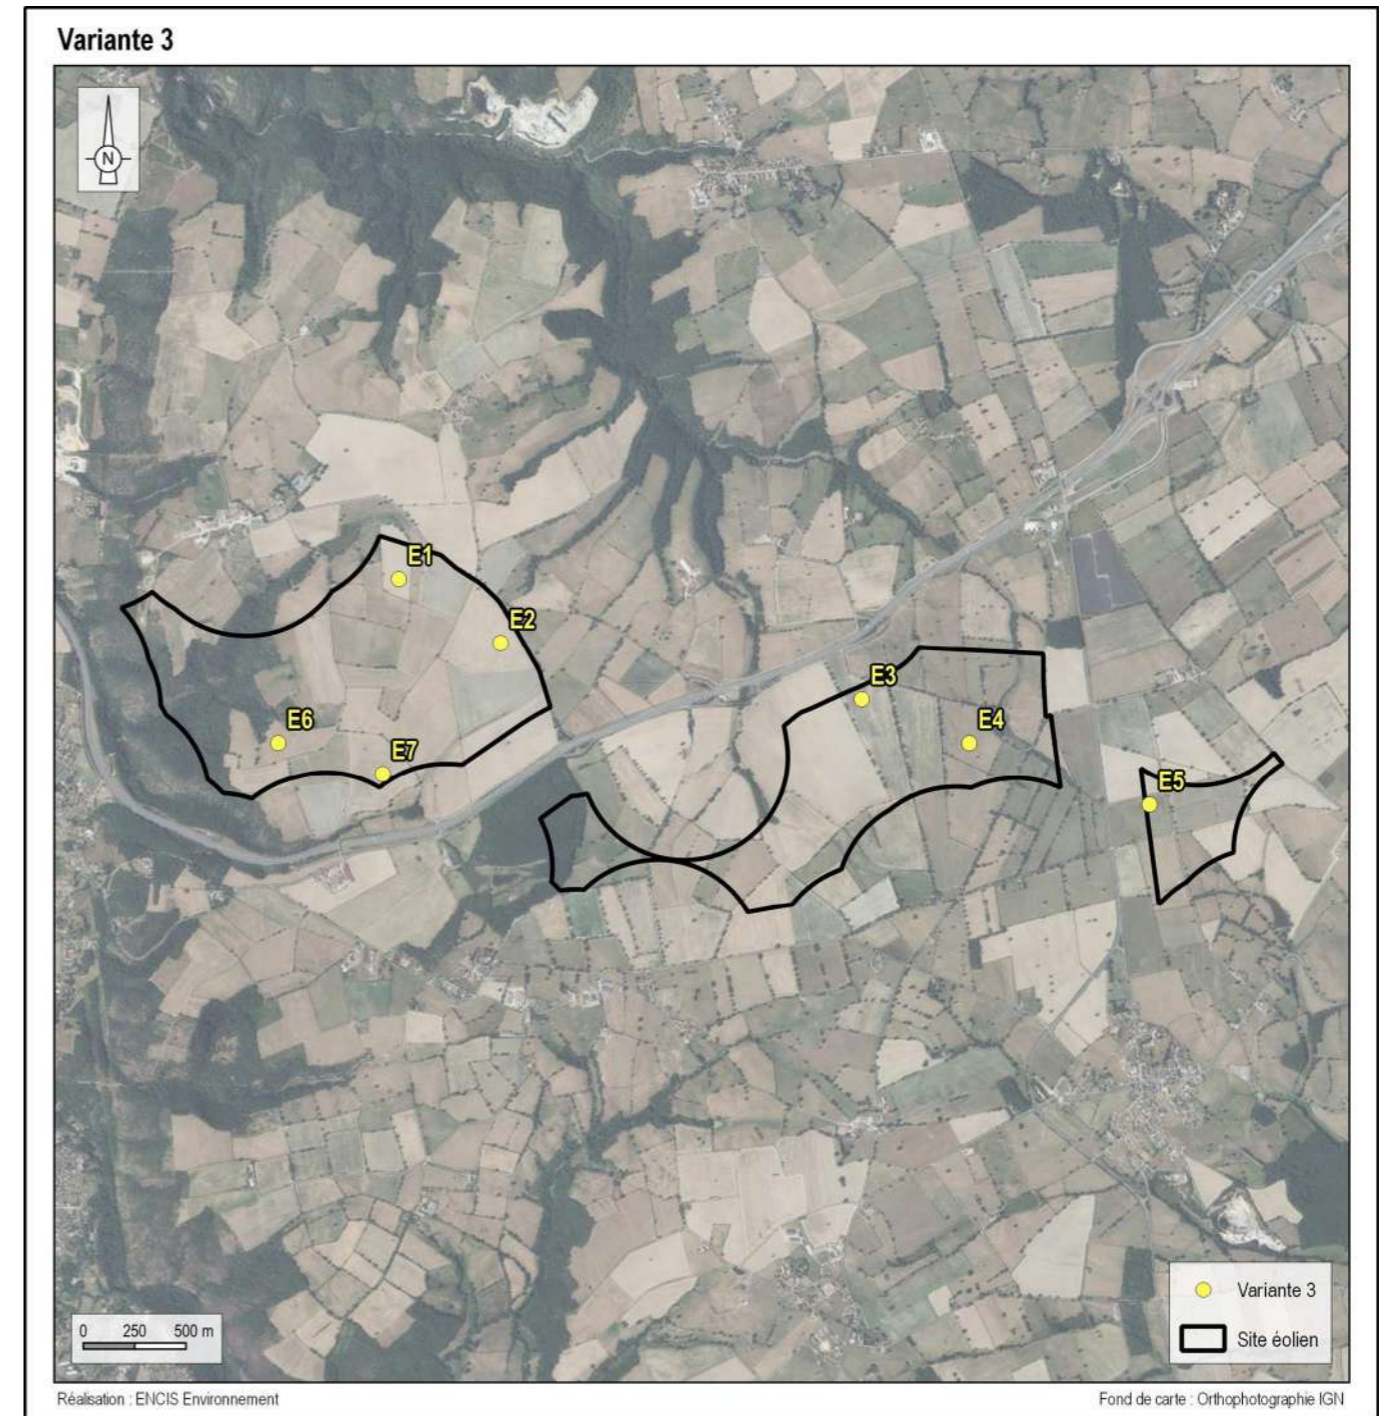 Variante 3
N
E1
E2
E3
E4
E5
E6
E7
0 250 500 m
Variante 3
Site éolien
Réalisation : ENCIS Environnement
Fond de carte : Orthophotographie IGN